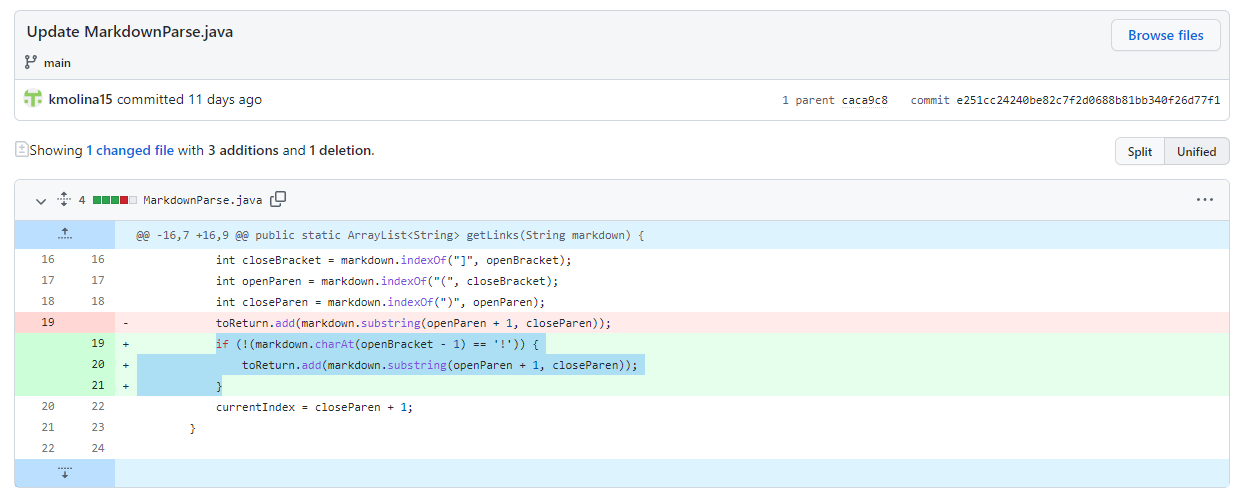 Update MarkdownParse.java
Browse files
main
kmolina15 committed 11 days ago
1 parent caca9c8 commit e251cc24240be82c7f2d0688b81bb340f26d77f1
Showing 1 changed file with 3 additions and 1 deletion.
Split Unified
4 MarkdownParse.java
@@ -16,7 +16,9 @@ public static ArrayList<String> getLinks(String markdown) {
16 16 int closeBracket = markdown.indexOf("]", openBracket);
17 17 int openParen = markdown.indexOf("(", closeBracket);
18 18 int closeParen = markdown.indexOf(")", openParen);
19 - toReturn.add(markdown.substring(openParen + 1, closeParen));
19 + if (!(markdown.charAt(openBracket - 1) == '!')) {
20 + toReturn.add(markdown.substring(openParen + 1, closeParen));
21 + }
20 22 currentIndex = closeParen + 1;
21 23 }
22 24